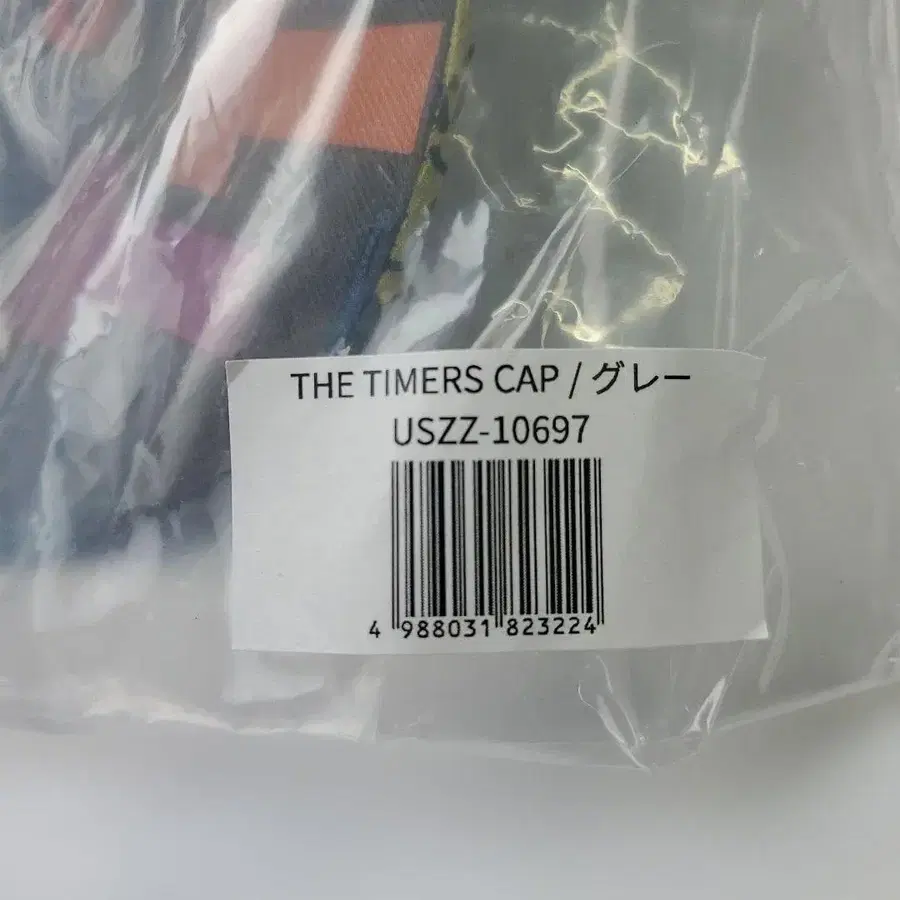 THE TIMERS CAP / グレー
USZZ-10697
4 988031 823224